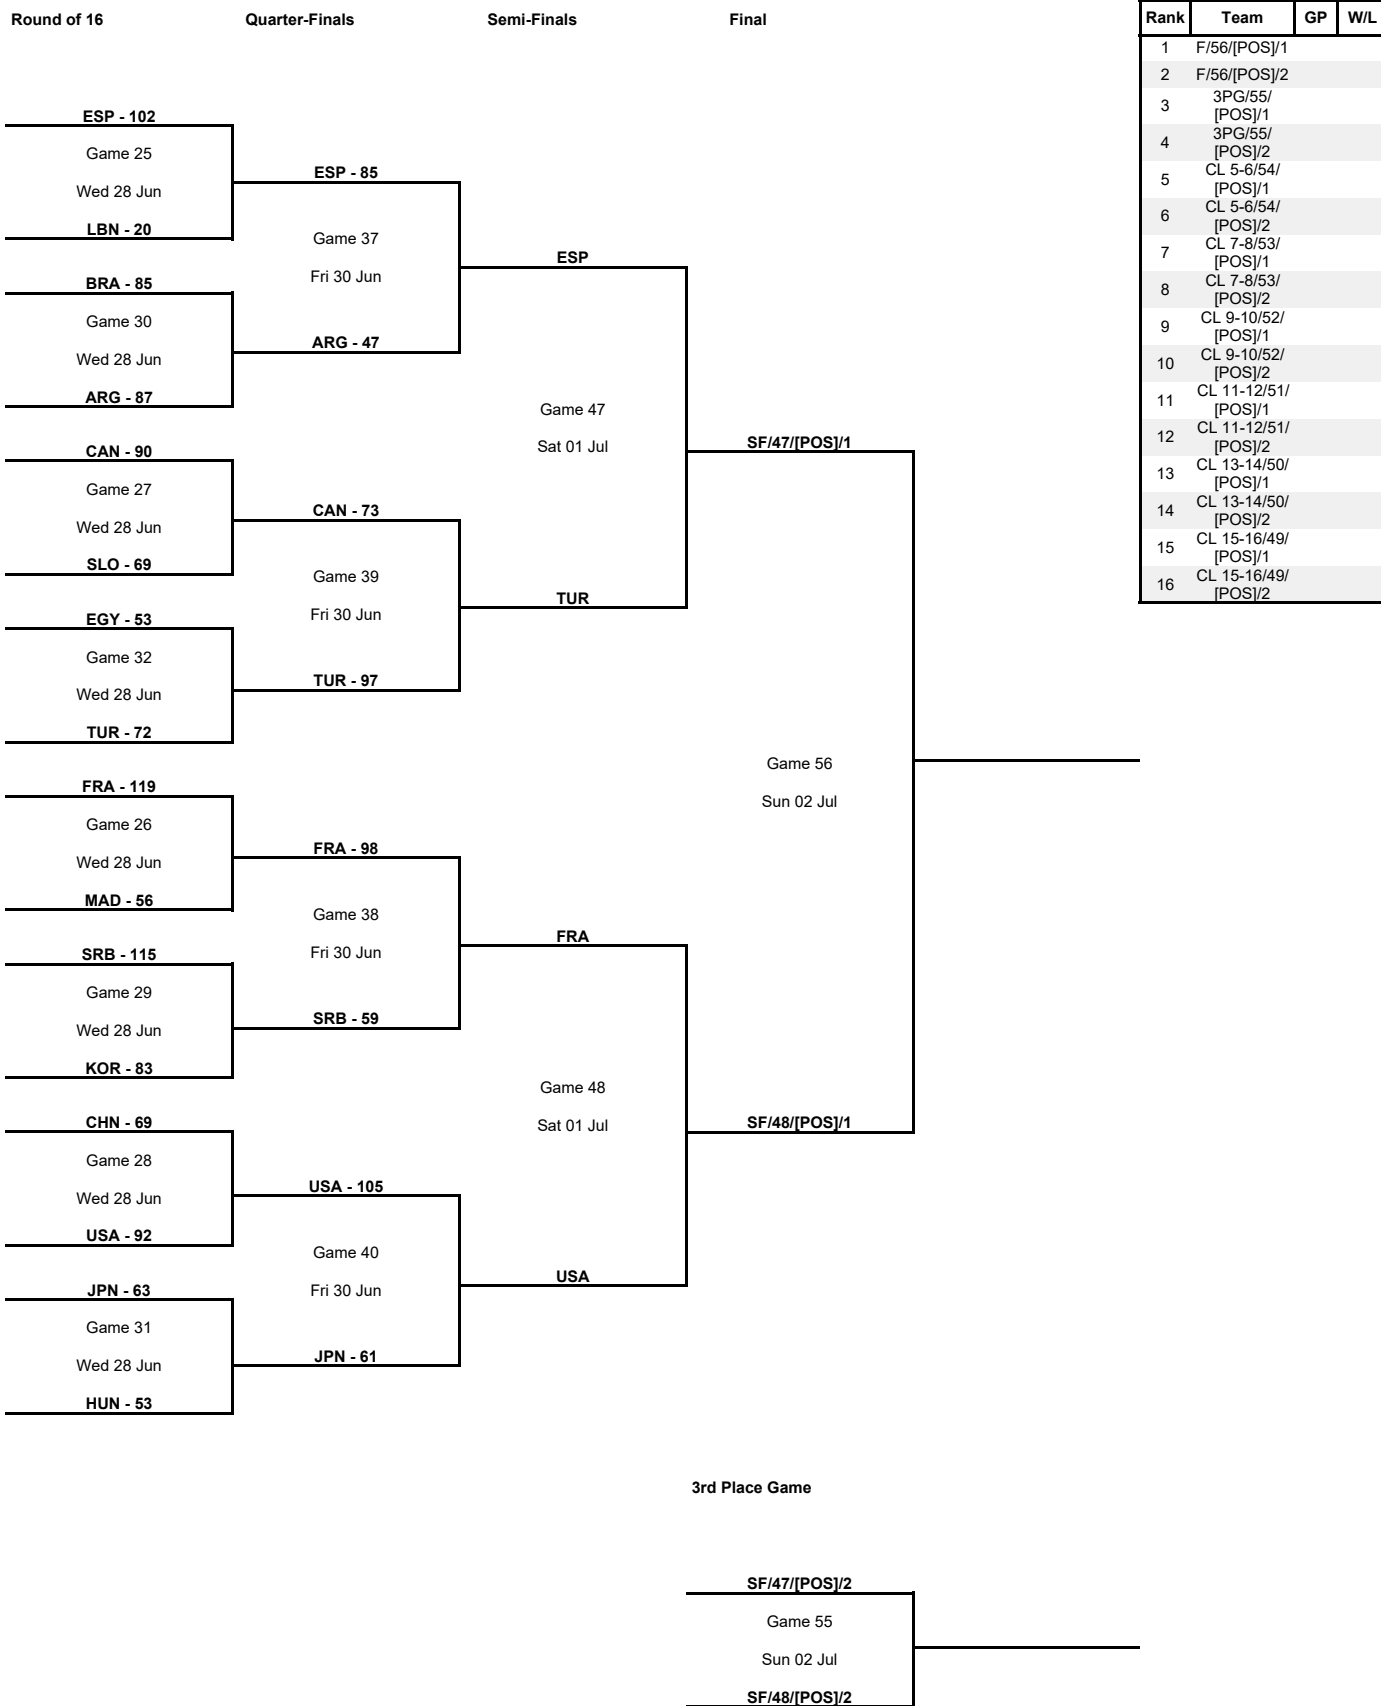 Round of 16 Quarter-Finals Semi-Finals Final
ESP - 102
Game 25
Wed 28 Jun
LBN - 20
BRA - 85
Game 30
Wed 28 Jun
ARG - 87
CAN - 90
Game 27
Wed 28 Jun
SLO - 69
EGY - 53
Game 32
Wed 28 Jun
TUR - 72
FRA - 119
Game 26
Wed 28 Jun
MAD - 56
SRB - 115
Game 29
Wed 28 Jun
KOR - 83
CHN - 69
Game 28
Wed 28 Jun
USA - 92
JPN - 63
Game 31
Wed 28 Jun
HUN - 53
ESP - 85
Game 37
Fri 30 Jun
ARG - 47
CAN - 73
Game 39
Fri 30 Jun
TUR - 97
FRA - 98
Game 38
Fri 30 Jun
SRB - 59
USA - 105
Game 40
Fri 30 Jun
JPN - 61
ESP
Game 47
Sat 01 Jul
TUR
FRA
Game 48
Sat 01 Jul
USA
SF/47/[POS]/1
Game 56
Sun 02 Jul
SF/48/[POS]/1
3rd Place Game
SF/47/[POS]/2
Game 55
Sun 02 Jul
SF/48/[POS]/2
Rank Team GP W/L
1 F/56/[POS]/1
2 F/56/[POS]/2
3 3PG/55/
[POS]/1
4 3PG/55/
[POS]/2
5 CL 5-6/54/
[POS]/1
6 CL 5-6/54/
[POS]/2
7 CL 7-8/53/
[POS]/1
8 CL 7-8/53/
[POS]/2
9 CL 9-10/52/
[POS]/1
10 CL 9-10/52/
[POS]/2
11 CL 11-12/51/
[POS]/1
12 CL 11-12/51/
[POS]/2
13 CL 13-14/50/
[POS]/1
14 CL 13-14/50/
[POS]/2
15 CL 15-16/49/
[POS]/1
16 CL 15-16/49/
[POS]/2